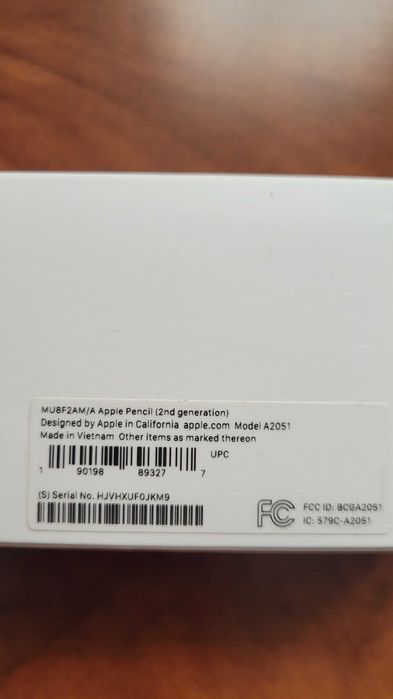 MU8F2AM/A Apple Pencil (2nd generation)
Designed by Apple in California apple.com Model A2051
Made in Vietnam Other items as marked thereon
UPC
1 90198 89327 7
(S) Serial No. HJVHXUF0JKM9
FC FCC ID: BCGA2051
IC: 579C-A2051